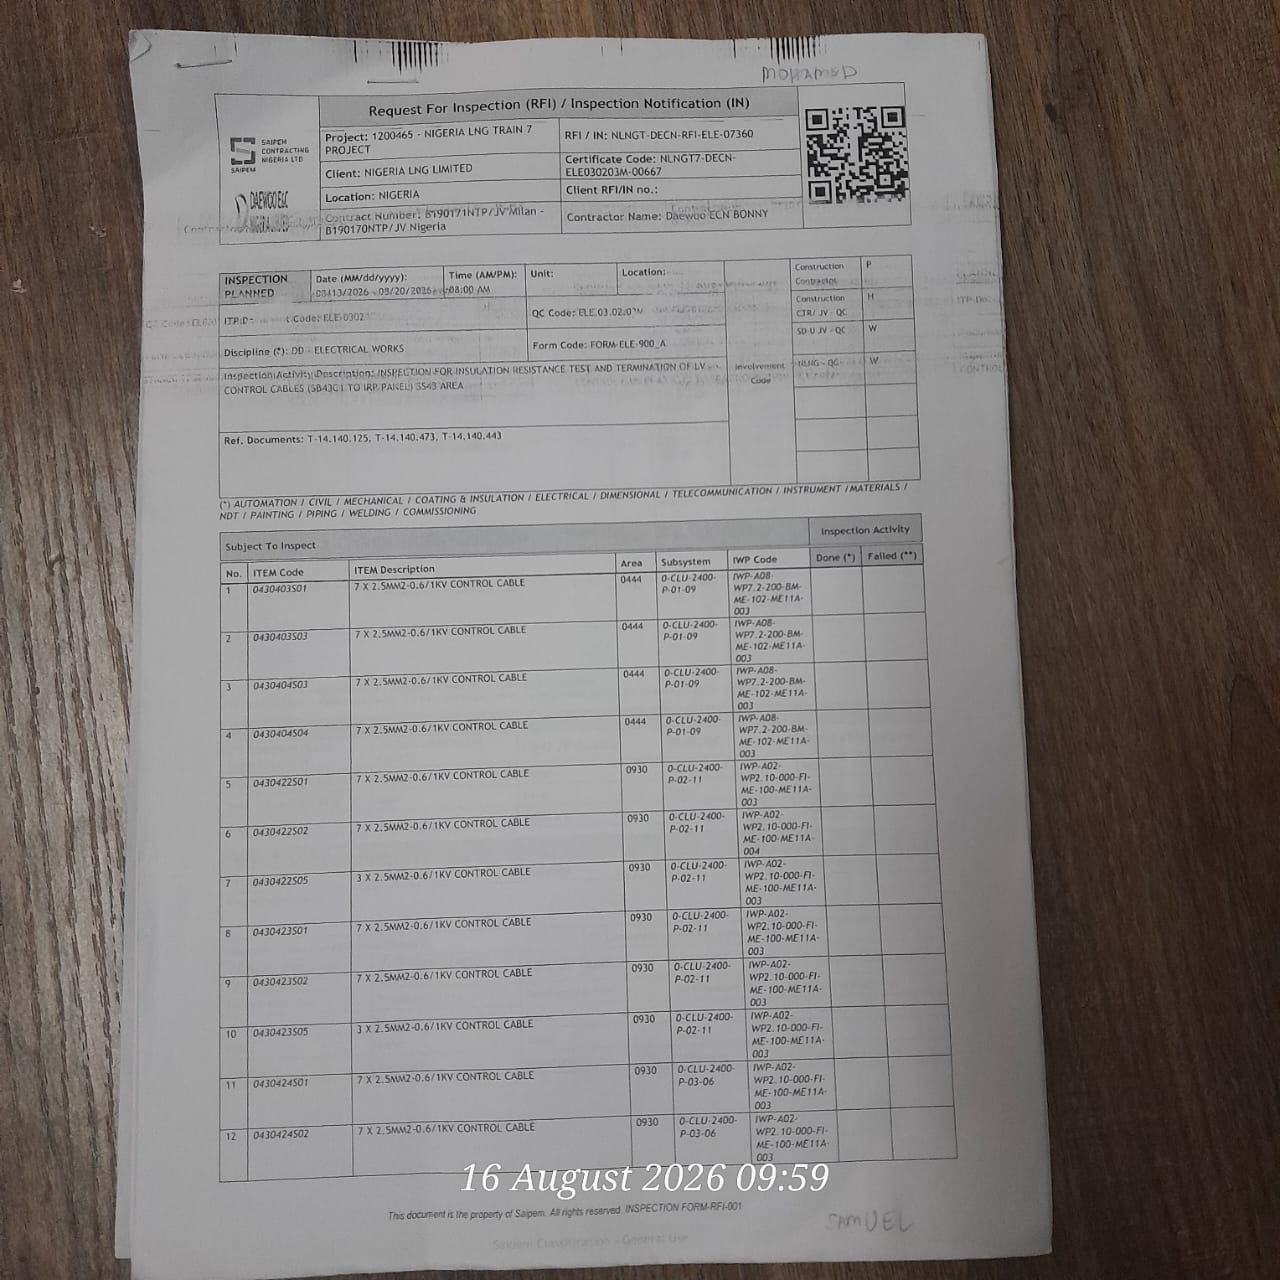 MOHAMED
Request For Inspection (RFI) / Inspection Notification (IN)
SAIPEM
SAIPEM CONTRACTING NIGERIA LTD
DAEWOO E&C
Project: 1200465 - NIGERIA LNG TRAIN 7 PROJECT
RFI / IN: NLNGT-DECN-RFI-ELE-07360
Client: NIGERIA LNG LIMITED
Certificate Code: NLNGT7-DECN-ELE030203M-00667
Location: NIGERIA
Client RFI/IN no.:
Contract Number: B190171NTP/JV Milan - B190170NTP/JV Nigeria
Contractor Name: Daewoo ECN BONNY
INSPECTION PLANNED
Date (MM/dd/yyyy):
08/20/2026
Time (AM/PM):
08:00 AM
Unit:
Location:
Code: ELE-0302
QC Code: ELE.03.02.03
Discipline (*): DD - ELECTRICAL WORKS
Form Code: FORM-ELE-900_A
Inspection Activity Description: INSPECTION FOR INSULATION RESISTANCE TEST AND TERMINATION OF LV CONTROL CABLES (SB43C1 TO IRP PANEL) SS43 AREA
Ref. Documents: T-14.140.125, T-14.140.473, T-14.140.443
Involvement Code
Construction Contractor P
Construction CTR/ JV - QC H
SD-U JV - QC W
NLNG - QC W
(*) AUTOMATION / CIVIL / MECHANICAL / COATING & INSULATION / ELECTRICAL / DIMENSIONAL / TELECOMMUNICATION / INSTRUMENT /MATERIALS /
NDT / PAINTING / PIPING / WELDING / COMMISSIONING
Subject To Inspect Inspection Activity
No. ITEM Code ITEM Description Area Subsystem IWP Code Done (*) Failed (**)
1 0430403S01 7 X 2.5MM2-0.6/1KV CONTROL CABLE 0444 0-CLU-2400-P-01-09 IWP-A08-WP7.2-200-BM-ME-102-ME11A-003
2 0430403S03 7 X 2.5MM2-0.6/1KV CONTROL CABLE 0444 0-CLU-2400-P-01-09 IWP-A08-WP7.2-200-BM-ME-102-ME11A-003
3 0430404S03 7 X 2.5MM2-0.6/1KV CONTROL CABLE 0444 0-CLU-2400-P-01-09 IWP-A08-WP7.2-200-BM-ME-102-ME11A-003
4 0430404S04 7 X 2.5MM2-0.6/1KV CONTROL CABLE 0444 0-CLU-2400-P-01-09 IWP-A08-WP7.2-200-BM-ME-102-ME11A-003
5 0430422S01 7 X 2.5MM2-0.6/1KV CONTROL CABLE 0930 0-CLU-2400-P-02-11 IWP-A02-WP2.10-000-FI-ME-100-ME11A-003
6 0430422S02 7 X 2.5MM2-0.6/1KV CONTROL CABLE 0930 0-CLU-2400-P-02-11 IWP-A02-WP2.10-000-FI-ME-100-ME11A-004
7 0430422S05 3 X 2.5MM2-0.6/1KV CONTROL CABLE 0930 0-CLU-2400-P-02-11 IWP-A02-WP2.10-000-FI-ME-100-ME11A-003
8 0430423S01 7 X 2.5MM2-0.6/1KV CONTROL CABLE 0930 0-CLU-2400-P-02-11 IWP-A02-WP2.10-000-FI-ME-100-ME11A-003
9 0430423S02 7 X 2.5MM2-0.6/1KV CONTROL CABLE 0930 0-CLU-2400-P-02-11 IWP-A02-WP2.10-000-FI-ME-100-ME11A-003
10 0430423S05 3 X 2.5MM2-0.6/1KV CONTROL CABLE 0930 0-CLU-2400-P-02-11 IWP-A02-WP2.10-000-FI-ME-100-ME11A-003
11 0430424S01 7 X 2.5MM2-0.6/1KV CONTROL CABLE 0930 0-CLU-2400-P-03-06 IWP-A02-WP2.10-000-FI-ME-100-ME11A-003
12 0430424S02 7 X 2.5MM2-0.6/1KV CONTROL CABLE 0930 0-CLU-2400-P-03-06 IWP-A02-WP2.10-000-FI-ME-100-ME11A-003
16 August 2026 09:59
This document is the property of Saipem. All rights reserved. INSPECTION FORM-RFI-001
SAMUEL
Saipem Classification - General Use